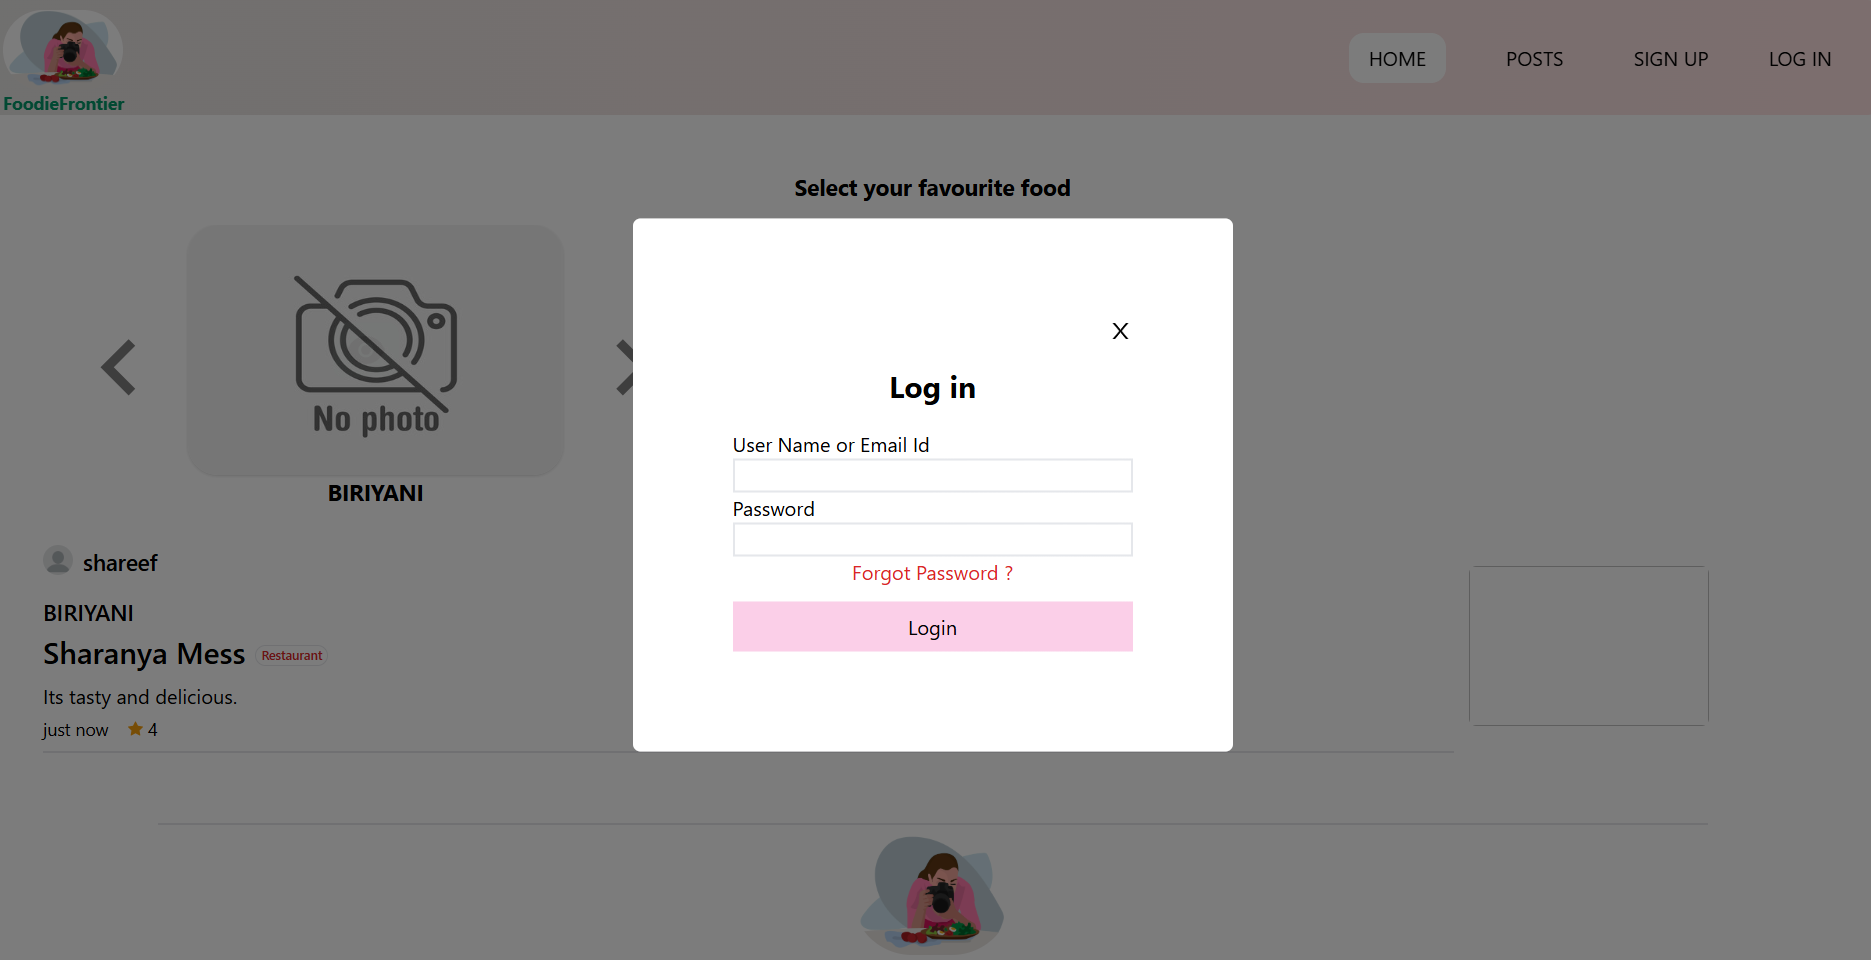 FoodieFrontier
HOME
POSTS
SIGN UP
LOG IN
Select your favourite food
No photo
BIRIYANI
shareef
BIRIYANI
Sharanya Mess
Restaurant
Its tasty and delicious.
just now
4
X
Log in
User Name or Email Id
Password
Forgot Password ?
Login